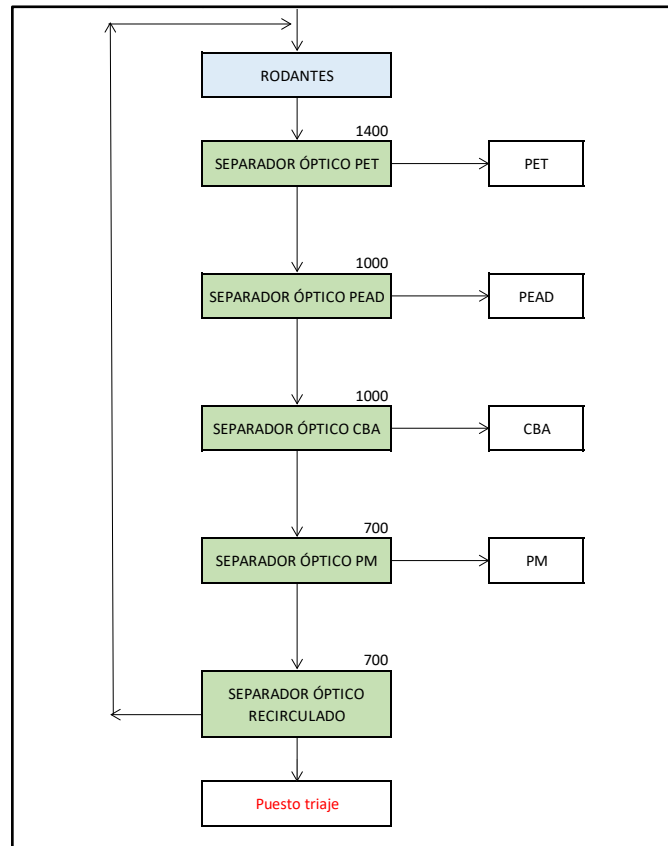 RODANTES
1400
SEPARADOR ÓPTICO PET
PET
1000
SEPARADOR ÓPTICO PEAD
PEAD
1000
SEPARADOR ÓPTICO CBA
CBA
700
SEPARADOR ÓPTICO PM
PM
700
SEPARADOR ÓPTICO
RECIRCULADO
Puesto triaje